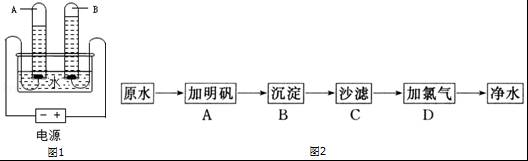 A B
水
- +
电源
图1
原水 → 加明矾 → 沉淀 → 沙滤 → 加氯气 → 净水
A B C D
图2